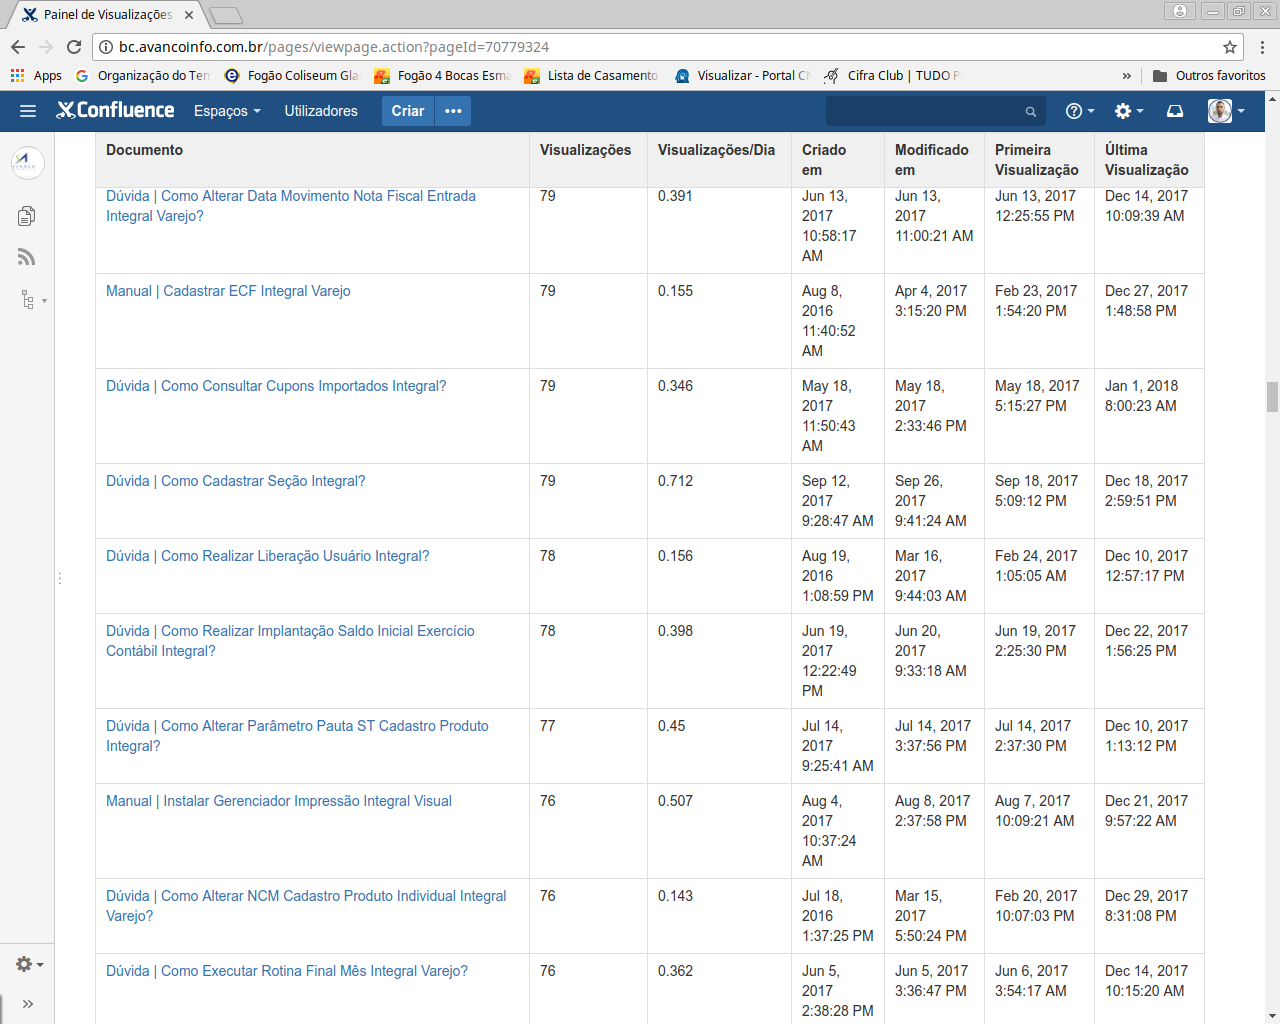 Painel de Visualizações
bc.avancoinfo.com.br/pages/viewpage.action?pageId=70779324
Apps Organização do Ter Fogão Coliseum Gla Fogão 4 Bocas Esma Lista de Casamento Visualizar - Portal C Cifra Club | TUDO » Outros favoritos
Confluence Espaços Utilizadores Criar •••
Documento Visualizações Visualizações/Dia Criado em Modificado em Primeira Visualização Última Visualização
Dúvida | Como Alterar Data Movimento Nota Fiscal Entrada Integral Varejo? 79 0.391 Jun 13, 2017 10:58:17 AM Jun 13, 2017 11:00:21 AM Jun 13, 2017 12:25:55 PM Dec 14, 2017 10:09:39 AM
Manual | Cadastrar ECF Integral Varejo 79 0.155 Aug 8, 2016 11:40:52 AM Apr 4, 2017 3:15:20 PM Feb 23, 2017 1:54:20 PM Dec 27, 2017 1:48:58 PM
Dúvida | Como Consultar Cupons Importados Integral? 79 0.346 May 18, 2017 11:50:43 AM May 18, 2017 2:33:46 PM May 18, 2017 5:15:27 PM Jan 1, 2018 8:00:23 AM
Dúvida | Como Cadastrar Seção Integral? 79 0.712 Sep 12, 2017 9:28:47 AM Sep 26, 2017 9:41:24 AM Sep 18, 2017 5:09:12 PM Dec 18, 2017 2:59:51 PM
Dúvida | Como Realizar Liberação Usuário Integral? 78 0.156 Aug 19, 2016 1:08:59 PM Mar 16, 2017 9:44:03 AM Feb 24, 2017 1:05:05 AM Dec 10, 2017 12:57:17 PM
Dúvida | Como Realizar Implantação Saldo Inicial Exercício Contábil Integral? 78 0.398 Jun 19, 2017 12:22:49 PM Jun 20, 2017 9:33:18 AM Jun 19, 2017 2:25:30 PM Dec 22, 2017 1:56:25 PM
Dúvida | Como Alterar Parâmetro Pauta ST Cadastro Produto Integral? 77 0.45 Jul 14, 2017 9:25:41 AM Jul 14, 2017 3:37:56 PM Jul 14, 2017 2:37:30 PM Dec 10, 2017 1:13:12 PM
Manual | Instalar Gerenciador Impressão Integral Visual 76 0.507 Aug 4, 2017 10:37:24 AM Aug 8, 2017 2:37:58 PM Aug 7, 2017 10:09:21 AM Dec 21, 2017 9:57:22 AM
Dúvida | Como Alterar NCM Cadastro Produto Individual Integral Varejo? 76 0.143 Jul 18, 2016 1:37:25 PM Mar 15, 2017 5:50:24 PM Feb 20, 2017 10:07:03 PM Dec 29, 2017 8:31:08 PM
Dúvida | Como Executar Rotina Final Mês Integral Varejo? 76 0.362 Jun 5, 2017 2:38:28 PM Jun 5, 2017 3:36:47 PM Jun 6, 2017 3:54:17 AM Dec 14, 2017 10:15:20 AM